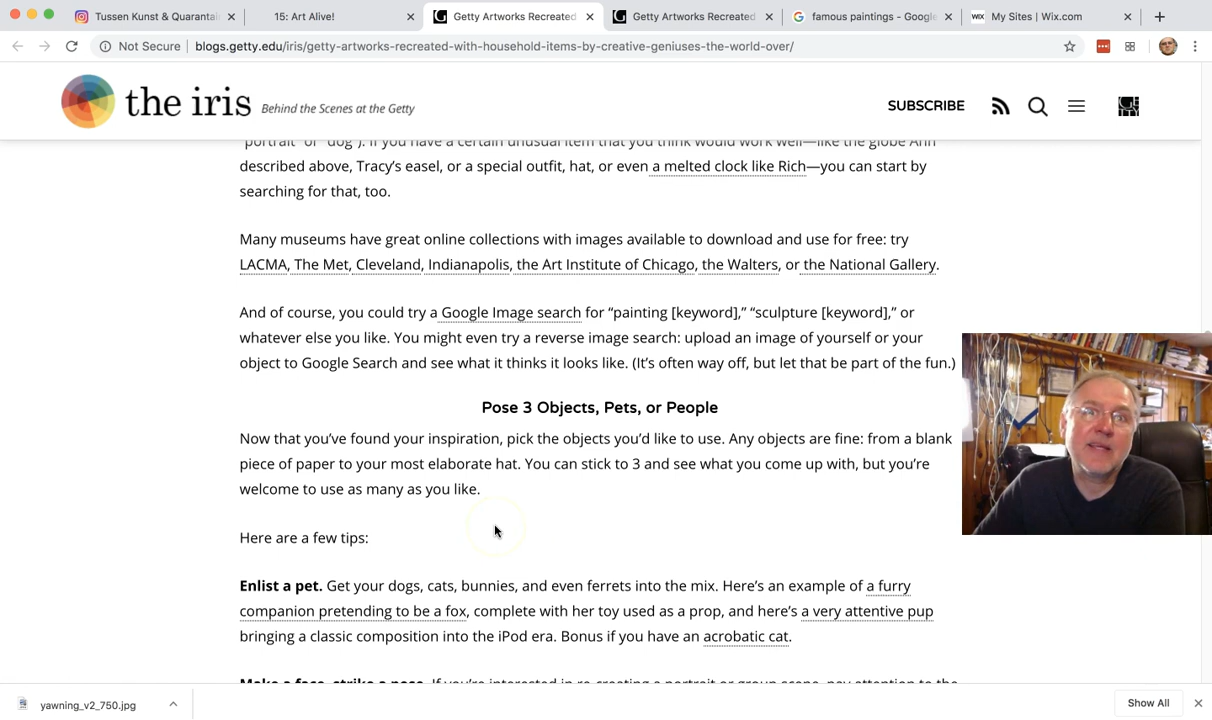 Tussen Kunst & Quarantai
15: Art Alive!
Getty Artworks Recreated
Getty Artworks Recreated
famous paintings - Google
WIX My Sites | Wix.com
Not Secure | blogs.getty.edu/iris/getty-artworks-recreated-with-household-items-by-creative-geniuses-the-world-over/
the iris Behind the Scenes at the Getty
SUBSCRIBE
"portrait" or "dog"). If you have a certain unusual item that you think would work well—like the globe Ann
described above, Tracy's easel, or a special outfit, hat, or even a melted clock like Rich—you can start by
searching for that, too.
Many museums have great online collections with images available to download and use for free: try
LACMA, The Met, Cleveland, Indianapolis, the Art Institute of Chicago, the Walters, or the National Gallery.
And of course, you could try a Google Image search for “painting [keyword],” “sculpture [keyword],” or
whatever else you like. You might even try a reverse image search: upload an image of yourself or your
object to Google Search and see what it thinks it looks like. (It’s often way off, but let that be part of the fun.)
Pose 3 Objects, Pets, or People
Now that you’ve found your inspiration, pick the objects you’d like to use. Any objects are fine: from a blank
piece of paper to your most elaborate hat. You can stick to 3 and see what you come up with, but you’re
welcome to use as many as you like.
Here are a few tips:
Enlist a pet. Get your dogs, cats, bunnies, and even ferrets into the mix. Here’s an example of a furry
companion pretending to be a fox, complete with her toy used as a prop, and here’s a very attentive pup
bringing a classic composition into the iPod era. Bonus if you have an acrobatic cat.
Make a face, strike a pose. If you’re interested in re-creating a portrait or group scene, pay attention to the
yawning_v2_750.jpg
Show All